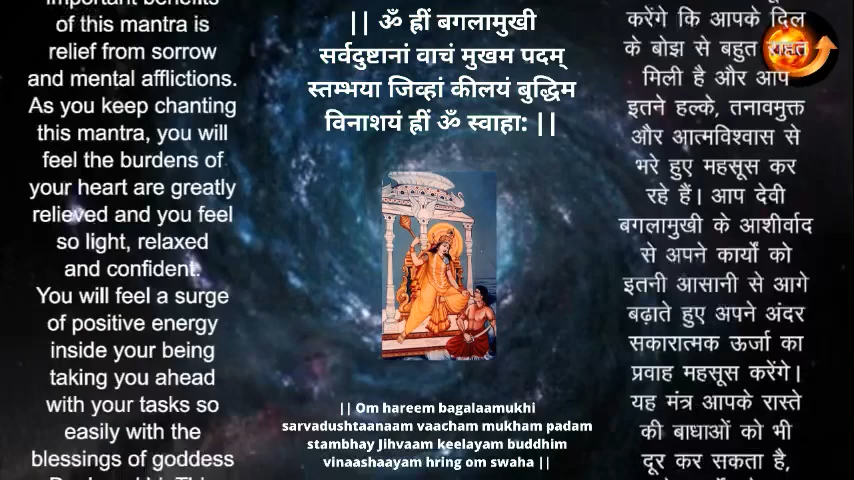 of this mantra is
relief from sorrow
and mental afflictions.
As you keep chanting
this mantra, you will
feel the burdens of
your heart are greatly
relieved and you feel
so light, relaxed
and confident.
You will feel a surge
of positive energy
inside your being
taking you ahead
with your tasks so
easily with the
blessings of goddess
|| ॐ ह्रीं बगलामुखी
सर्वदुष्टानां वाचं मुखम पदम्
स्तम्भया जिव्हां कीलयं बुद्धिम
विनाशयं ह्रीं ॐ स्वाहा: ||
|| Om hareem bagalaamukhi
sarvadushtaanaam vaacham mukham padam
stambhay Jihvaam keelayam buddhim
vinaashaayam hring om swaha ||
करेंगे कि आपके दिल
के बोझ से बहुत राहत
मिली है और आप
इतने हल्के, तनावमुक्त
और आत्मविश्वास से
भरे हुए महसूस कर
रहे हैं। आप देवी
बगलामुखी के आशीर्वाद
से अपने कार्यों को
इतनी आसानी से आगे
बढ़ाते हुए अपने अंदर
सकारात्मक ऊर्जा का
प्रवाह महसूस करेंगे।
यह मंत्र आपके रास्ते
की बाधाओं को भी
दूर कर सकता है,